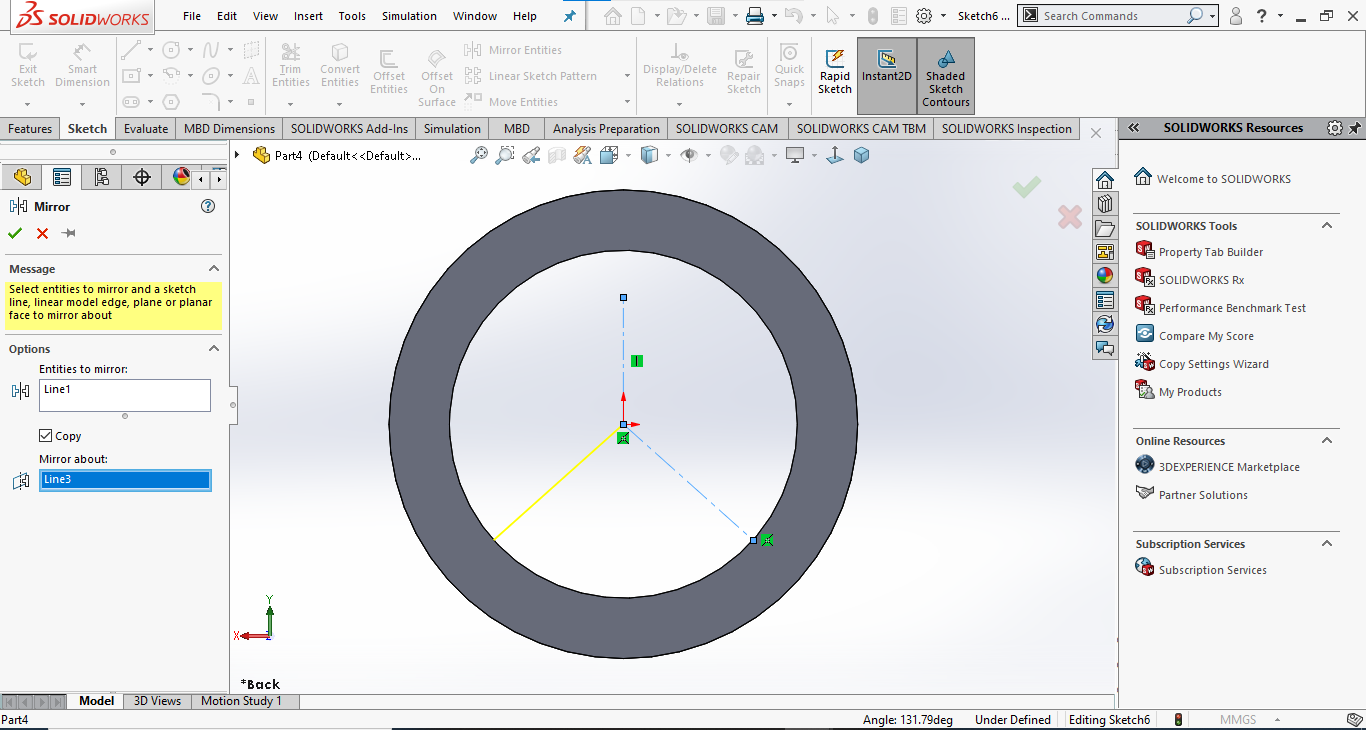 SOLIDWORKS
File Edit View Insert Tools Simulation Window Help
Sketch6 ...
Search Commands
?
Exit Sketch
Smart Dimension
Trim Entities
Convert Entities
Offset Entities
Offset On Surface
Mirror Entities
Linear Sketch Pattern
Move Entities
Display/Delete Relations
Repair Sketch
Quick Snaps
Rapid Sketch
Instant2D
Shaded Sketch Contours
Features Sketch Evaluate MBD Dimensions SOLIDWORKS Add-Ins Simulation MBD Analysis Preparation SOLIDWORKS CAM SOLIDWORKS CAM TBM SOLIDWORKS Inspection
Part4 (Default<<Default>...
Mirror
?
Message
Select entities to mirror and a sketch
line, linear model edge, plane or planar
face to mirror about
Options
Entities to mirror:
Line1
Copy
Mirror about:
Line3
Y
X
*Back
SOLIDWORKS Resources
Welcome to SOLIDWORKS
SOLIDWORKS Tools
Property Tab Builder
SOLIDWORKS Rx
Performance Benchmark Test
Compare My Score
Copy Settings Wizard
My Products
Online Resources
3DEXPERIENCE Marketplace
Partner Solutions
Subscription Services
Subscription Services
Model 3D Views Motion Study 1
Part4
Angle: 131.79deg Under Defined Editing Sketch6 MMGS